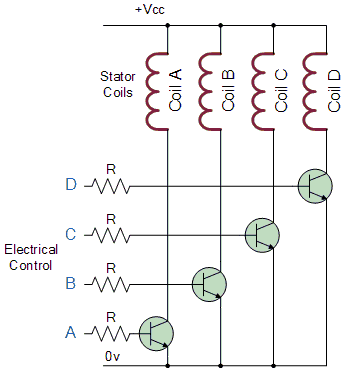 +Vcc
Stator
Coils
Coil A
Coil B
Coil C
Coil D
D
R
C
R
Electrical
Control
B
R
A
R
0v